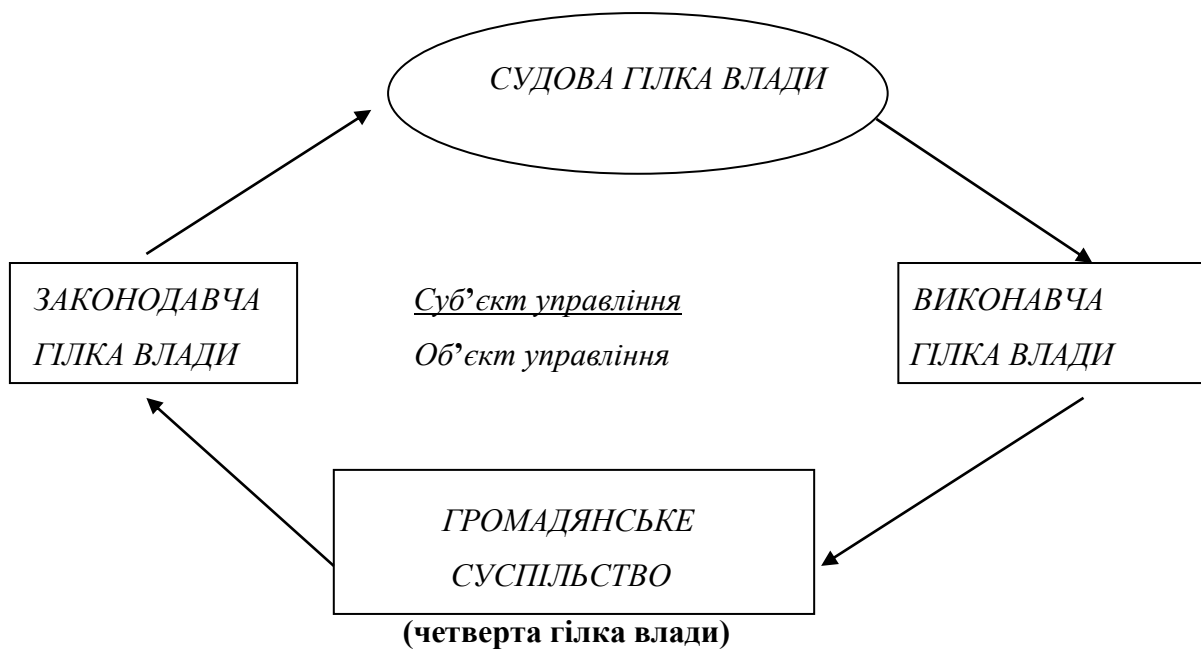 СУДОВА ГІЛКА ВЛАДИ
ЗАКОНОДАВЧА
ГІЛКА ВЛАДИ
Суб’єкт управління
Об’єкт управління
ВИКОНАВЧА
ГІЛКА ВЛАДИ
ГРОМАДЯНСЬКЕ
СУСПІЛЬСТВО
(четверта гілка влади)